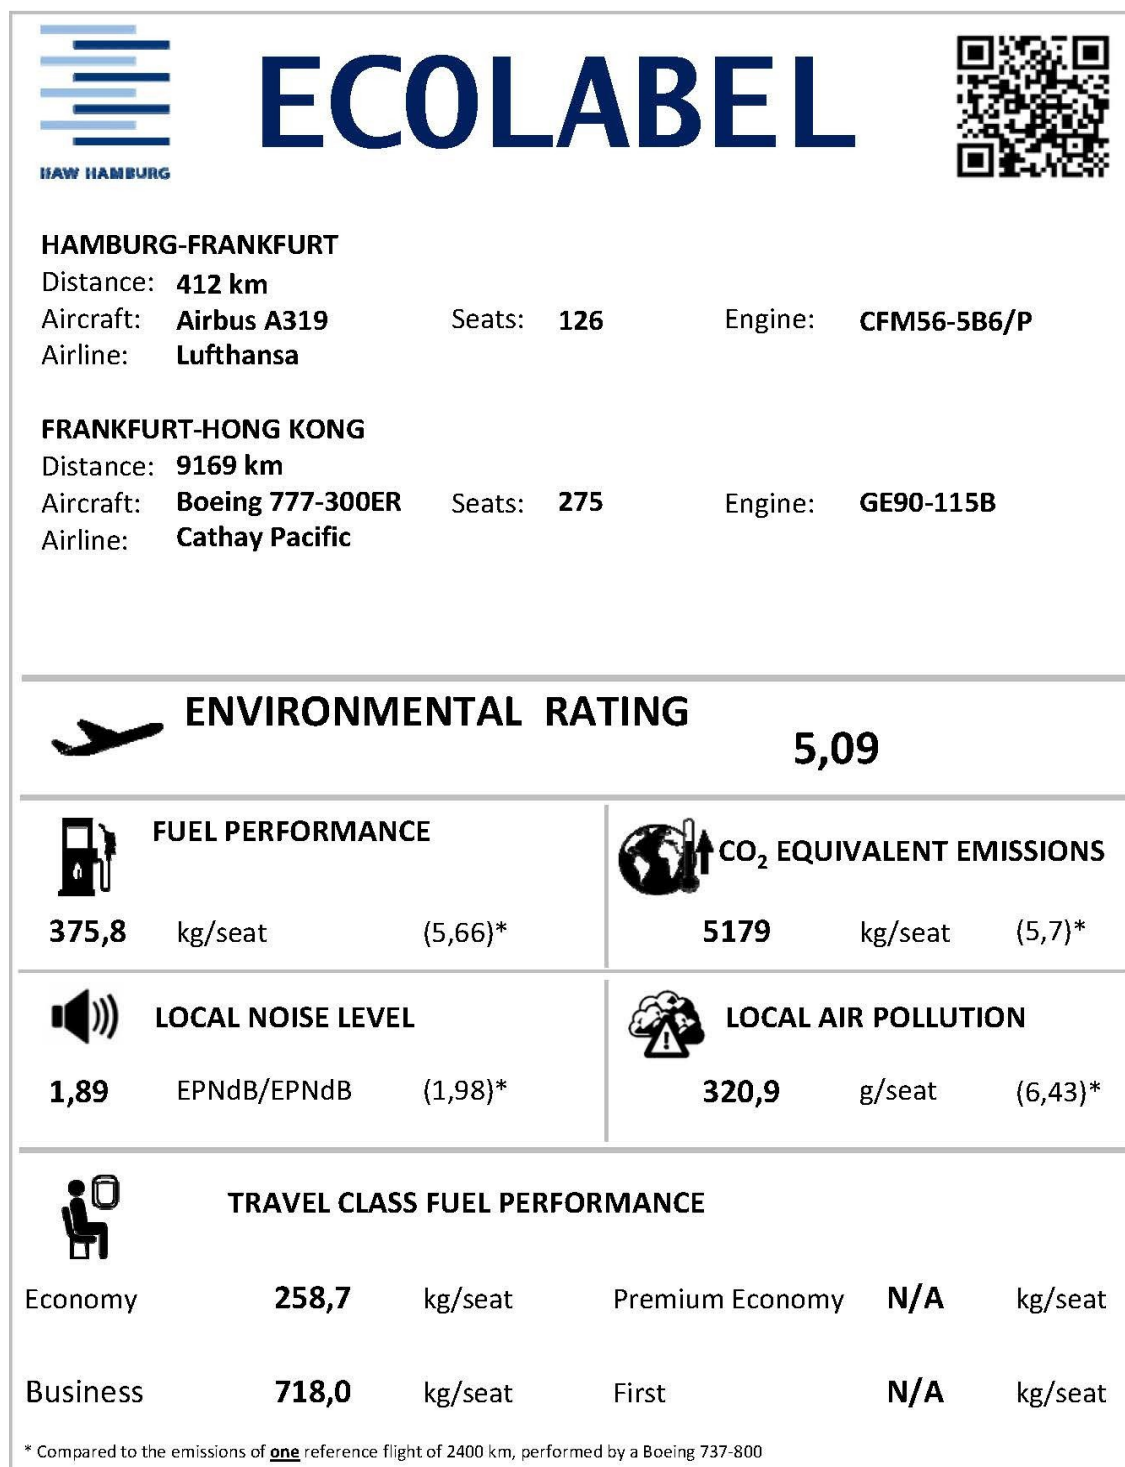 ECOLABEL
HAW HAMBURG
HAMBURG-FRANKFURT
Distance: 412 km
Aircraft: Airbus A319 Seats: 126 Engine: CFM56-5B6/P
Airline: Lufthansa
FRANKFURT-HONG KONG
Distance: 9169 km
Aircraft: Boeing 777-300ER Seats: 275 Engine: GE90-115B
Airline: Cathay Pacific
ENVIRONMENTAL RATING
5,09
FUEL PERFORMANCE
375,8 kg/seat (5,66)*
CO₂ EQUIVALENT EMISSIONS
5179 kg/seat (5,7)*
LOCAL NOISE LEVEL
1,89 EPNdB/EPNdB (1,98)*
LOCAL AIR POLLUTION
320,9 g/seat (6,43)*
TRAVEL CLASS FUEL PERFORMANCE
Economy 258,7 kg/seat Premium Economy N/A kg/seat
Business 718,0 kg/seat First N/A kg/seat
* Compared to the emissions of one reference flight of 2400 km, performed by a Boeing 737-800